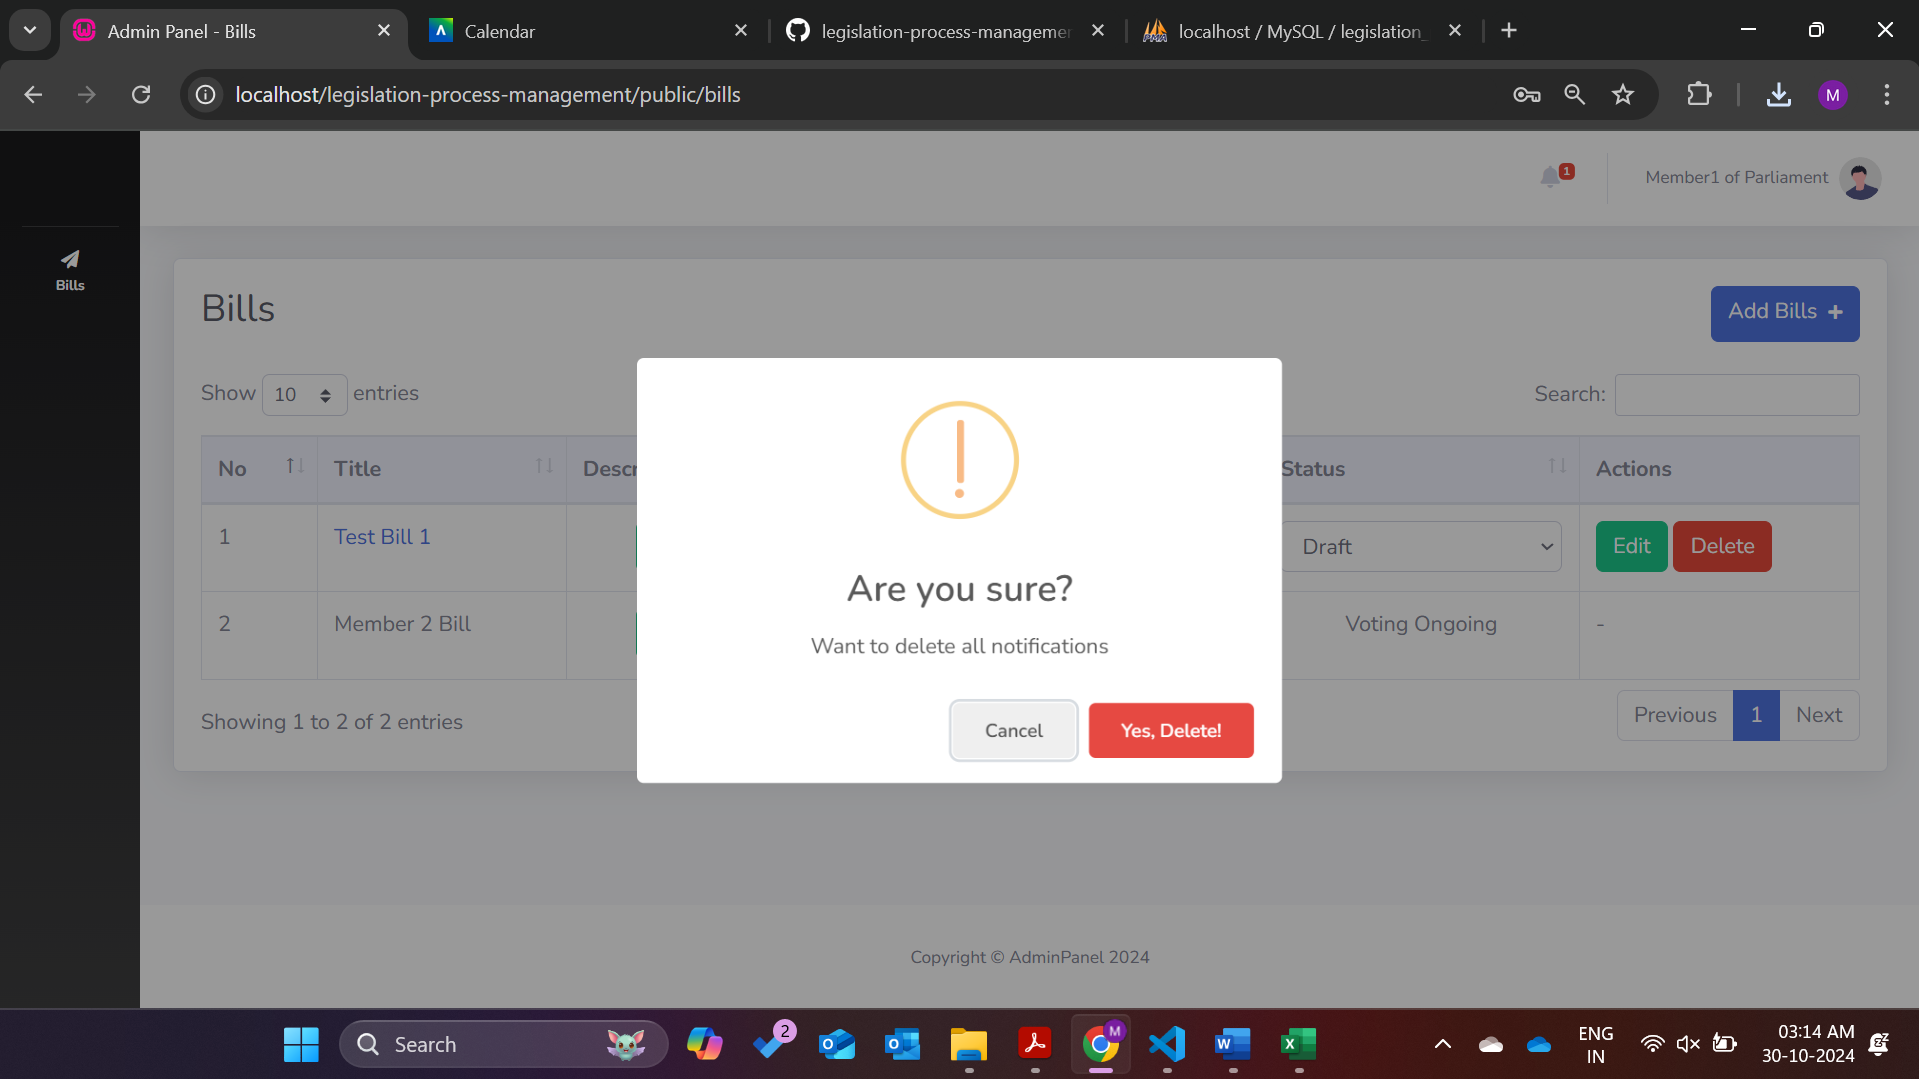 Admin Panel - Bills
Calendar
legislation-process-managemen
localhost / MySQL / legislation_
localhost/legislation-process-management/public/bills
M
1
Member1 of Parliament
Bills
Bills
Add Bills +
Show 10 entries
Search:
No Title Descr Status Actions
1 Test Bill 1 Draft Edit Delete
2 Member 2 Bill Voting Ongoing -
Showing 1 to 2 of 2 entries
Previous 1 Next
Are you sure?
Want to delete all notifications
Cancel Yes, Delete!
Copyright © AdminPanel 2024
Search
2
M
ENG
IN
03:14 AM
30-10-2024